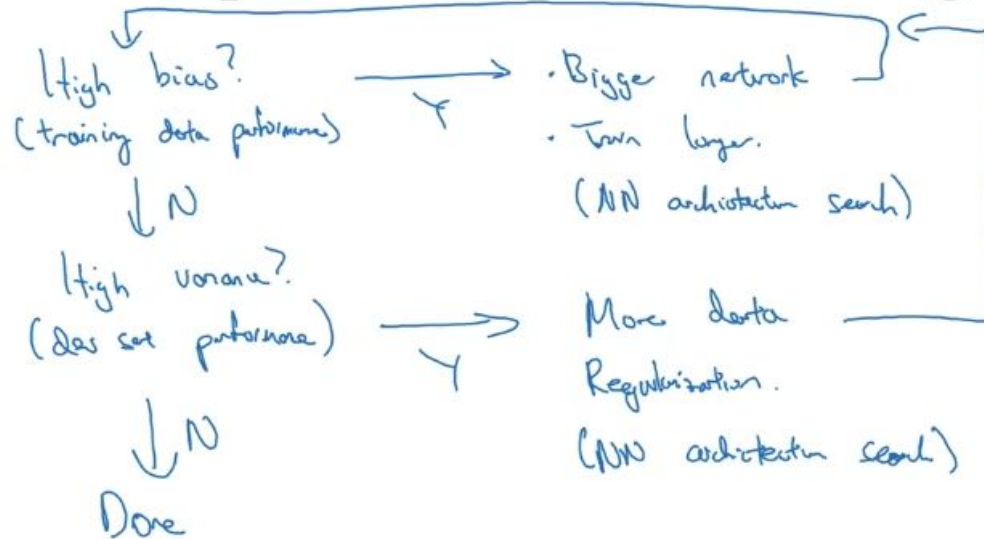 High bias?
(training data performance)
Y
· Bigger network
· Train longer.
(NN architecture search)
N
High variance?
(dev set performance)
Y
More data
Regularization.
(NN architecture search)
N
Done